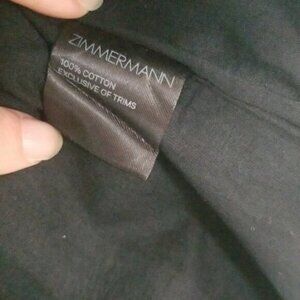 ZIMMERMANN
100% COTTON
EXCLUSIVE OF TRIMS